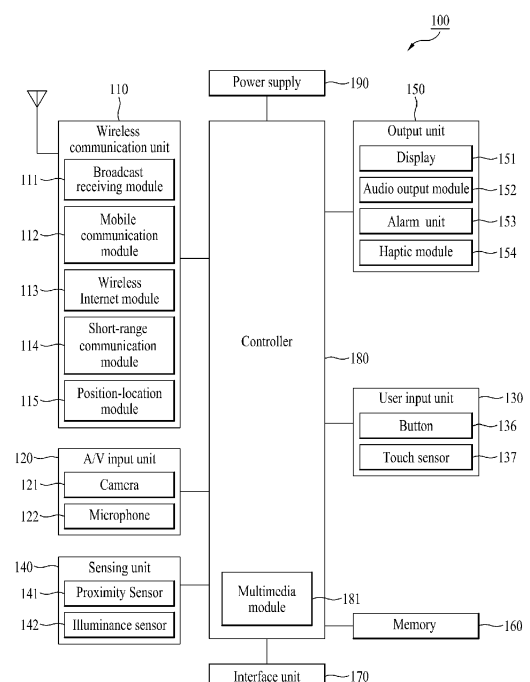 100
Power supply
190
110
Wireless
communication unit
111
Broadcast
receiving module
112
Mobile
communication
module
113
Wireless
Internet module
114
Short-range
communication
module
115
Position-location
module
120
A/V input unit
121
Camera
122
Microphone
140
Sensing unit
141
Proximity Sensor
142
Illuminance sensor
Controller
180
Multimedia
module
181
150
Output unit
Display
151
Audio output module
152
Alarm unit
153
Haptic module
154
User input unit
130
Button
136
Touch sensor
137
Memory
160
Interface unit
170